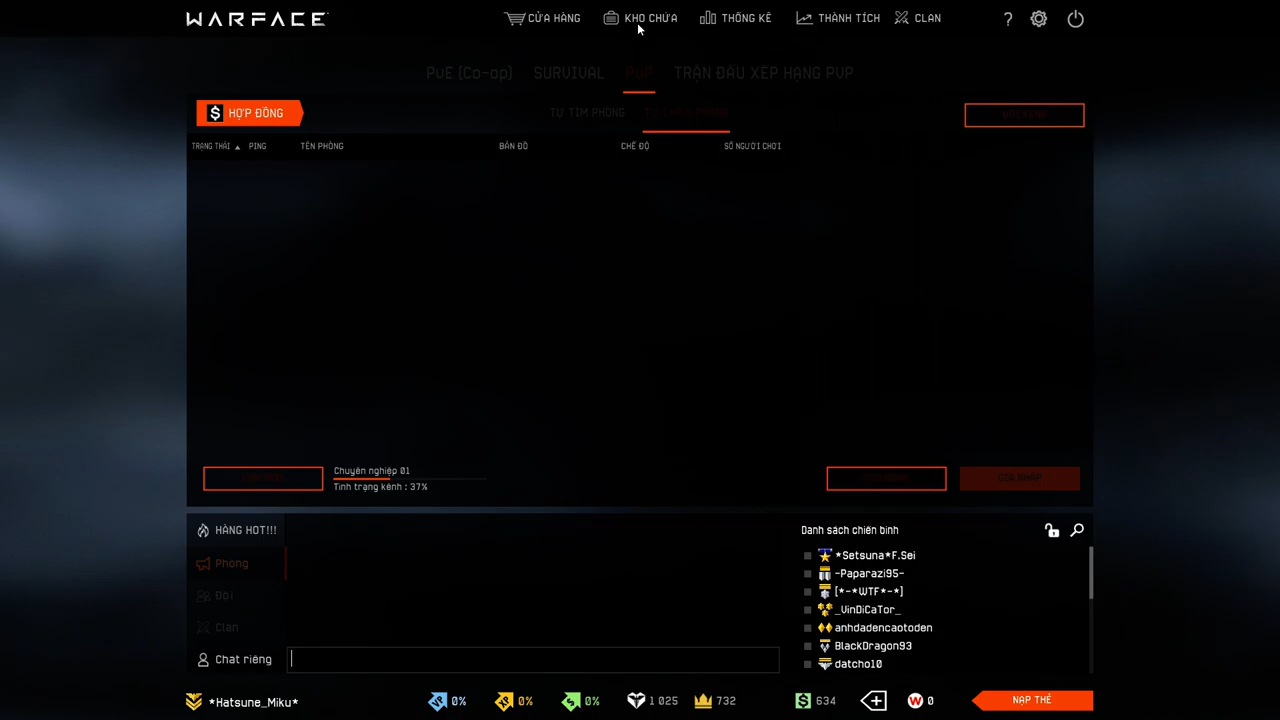 WARFACE
CỬA HÀNG
KHO CHỨA
THỐNG KÊ
THÀNH TÍCH
CLAN
?
PvE (Co-op)
SURVIVAL
PvP
TRẬN ĐẤU XẾP HẠNG PVP
$ HỢP ĐỒNG
TỰ TÌM PHÒNG
TRẠNG THÁI
PING
TÊN PHÒNG
BẢN ĐỒ
CHẾ ĐỘ
SỐ NGƯỜI CHƠI
Chuyên nghiệp 01
Tình trạng kênh : 37%
GIA NHẬP
HÀNG HOT!!!
Phòng
Đội
Clan
Chat riêng
Danh sách chiến binh
*Setsuna*F.Sei
-Paparazi95-
[*-*WTF*-*]
_VinDiCaTor_
anhdadencaotoden
BlackDragon93
datcho10
*Hatsune_Miku*
0%
0%
0%
1 025
732
$ 634
W 0
NẠP THẺ